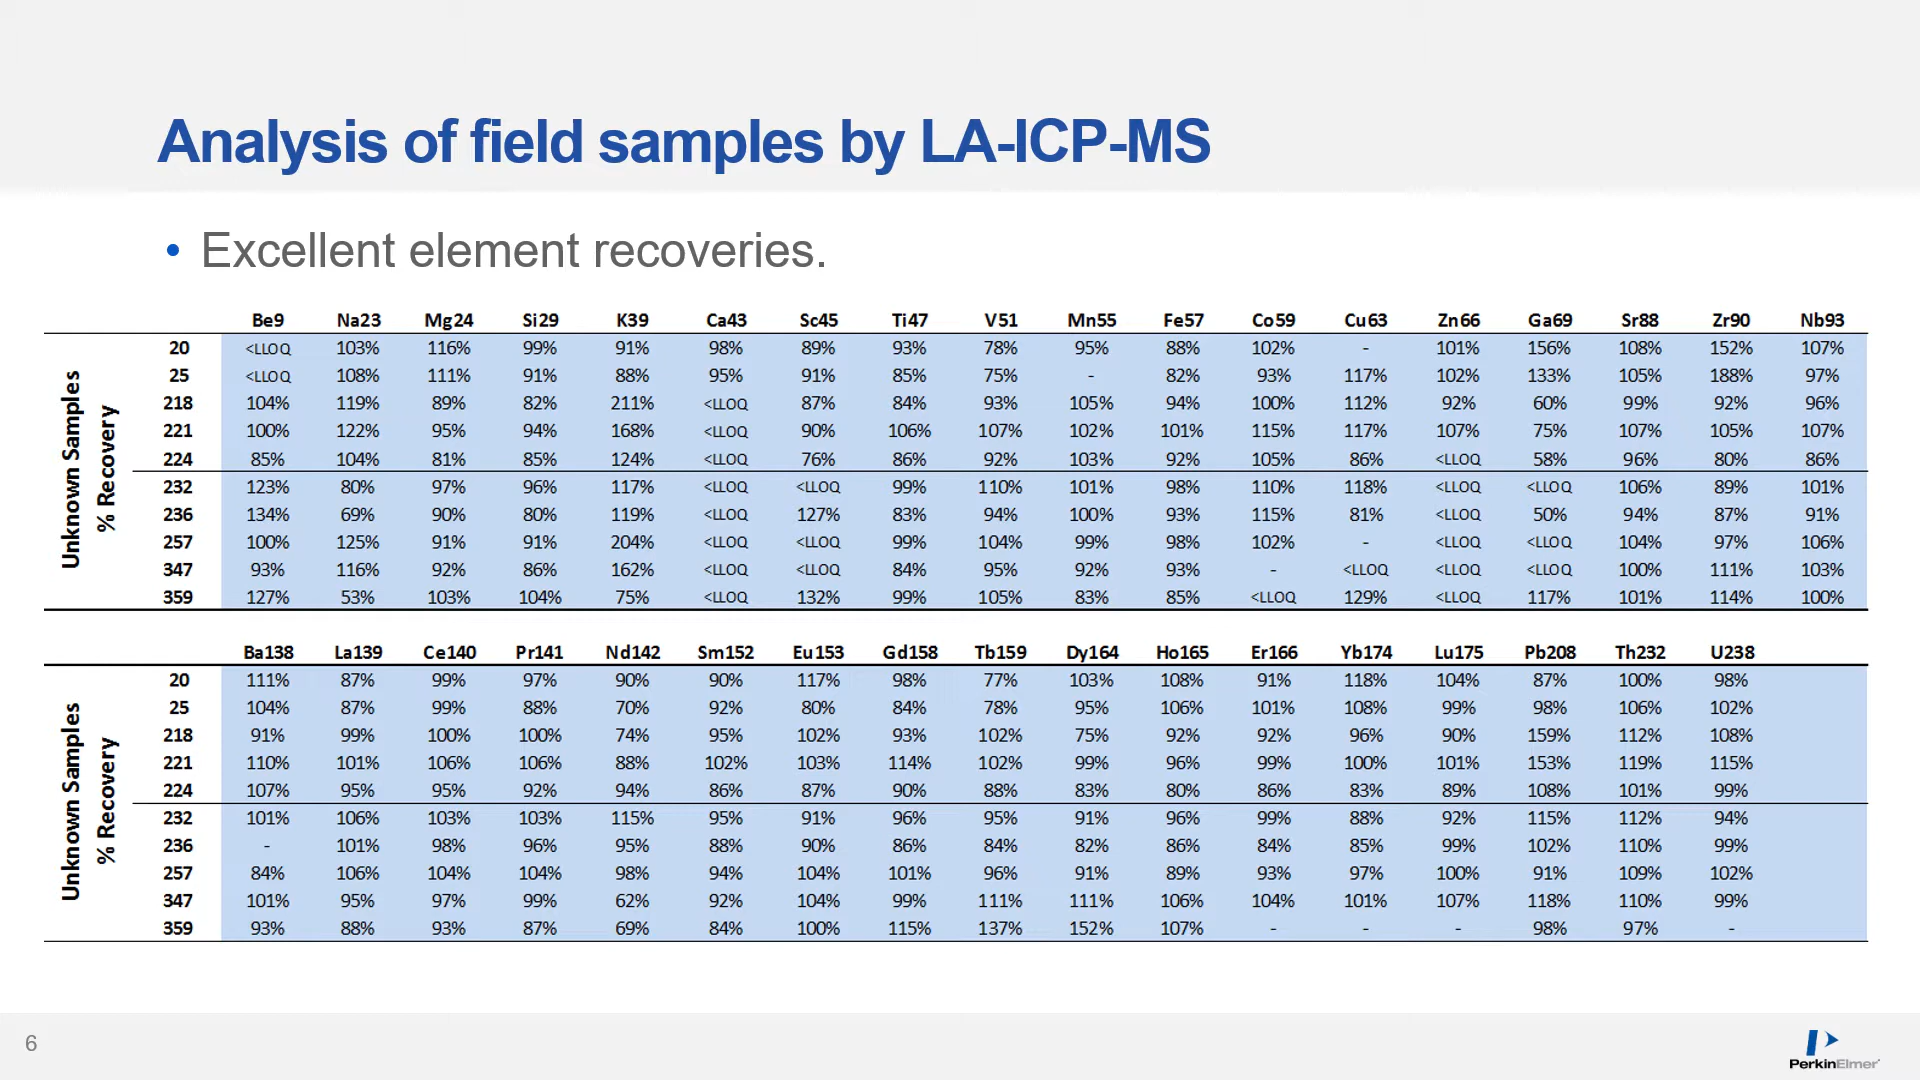 Analysis of field samples by LA-ICP-MS
• Excellent element recoveries.
Be9 Na23 Mg24 Si29 K39 Ca43 Sc45 Ti47 V51 Mn55 Fe57 Co59 Cu63 Zn66 Ga69 Sr88 Zr90 Nb93
Unknown Samples
% Recovery
20 <LLOQ 103% 116% 99% 91% 98% 89% 93% 78% 95% 88% 102% - 101% 156% 108% 152% 107%
25 <LLOQ 108% 111% 91% 88% 95% 91% 85% 75% - 82% 93% 117% 102% 133% 105% 188% 97%
218 104% 119% 89% 82% 211% <LLOQ 87% 84% 93% 105% 94% 100% 112% 92% 60% 99% 92% 96%
221 100% 122% 95% 94% 168% <LLOQ 90% 106% 107% 102% 101% 115% 117% 107% 75% 107% 105% 107%
224 85% 104% 81% 85% 124% <LLOQ 76% 86% 92% 103% 92% 105% 86% <LLOQ 58% 96% 80% 86%
232 123% 80% 97% 96% 117% <LLOQ <LLOQ 99% 110% 101% 98% 110% 118% <LLOQ <LLOQ 106% 89% 101%
236 134% 69% 90% 80% 119% <LLOQ 127% 83% 94% 100% 93% 115% 81% <LLOQ 50% 94% 87% 91%
257 100% 125% 91% 91% 204% <LLOQ <LLOQ 99% 104% 99% 98% 102% - <LLOQ <LLOQ 104% 97% 106%
347 93% 116% 92% 86% 162% <LLOQ <LLOQ 84% 95% 92% 93% - <LLOQ <LLOQ <LLOQ 100% 111% 103%
359 127% 53% 103% 104% 75% <LLOQ 132% 99% 105% 83% 85% <LLOQ 129% <LLOQ 117% 101% 114% 100%
Ba138 La139 Ce140 Pr141 Nd142 Sm152 Eu153 Gd158 Tb159 Dy164 Ho165 Er166 Yb174 Lu175 Pb208 Th232 U238
Unknown Samples
% Recovery
20 111% 87% 99% 97% 90% 90% 117% 98% 77% 103% 108% 91% 118% 104% 87% 100% 98%
25 104% 87% 99% 88% 70% 92% 80% 84% 78% 95% 106% 101% 108% 99% 98% 106% 102%
218 91% 99% 100% 100% 74% 95% 102% 93% 102% 75% 92% 92% 96% 90% 159% 112% 108%
221 110% 101% 106% 106% 88% 102% 103% 114% 102% 99% 96% 99% 100% 101% 153% 119% 115%
224 107% 95% 95% 92% 94% 86% 87% 90% 88% 83% 80% 86% 83% 89% 108% 101% 99%
232 101% 106% 103% 103% 115% 95% 91% 96% 95% 91% 96% 99% 88% 92% 115% 112% 94%
236 - 101% 98% 96% 95% 88% 90% 86% 84% 82% 86% 84% 85% 99% 102% 110% 99%
257 84% 106% 104% 104% 98% 94% 104% 101% 96% 91% 89% 93% 97% 100% 91% 109% 102%
347 101% 95% 97% 99% 62% 92% 104% 99% 111% 111% 106% 104% 101% 107% 118% 110% 99%
359 93% 88% 93% 87% 69% 84% 100% 115% 137% 152% 107% - - - 98% 97% -
6
PerkinElmer